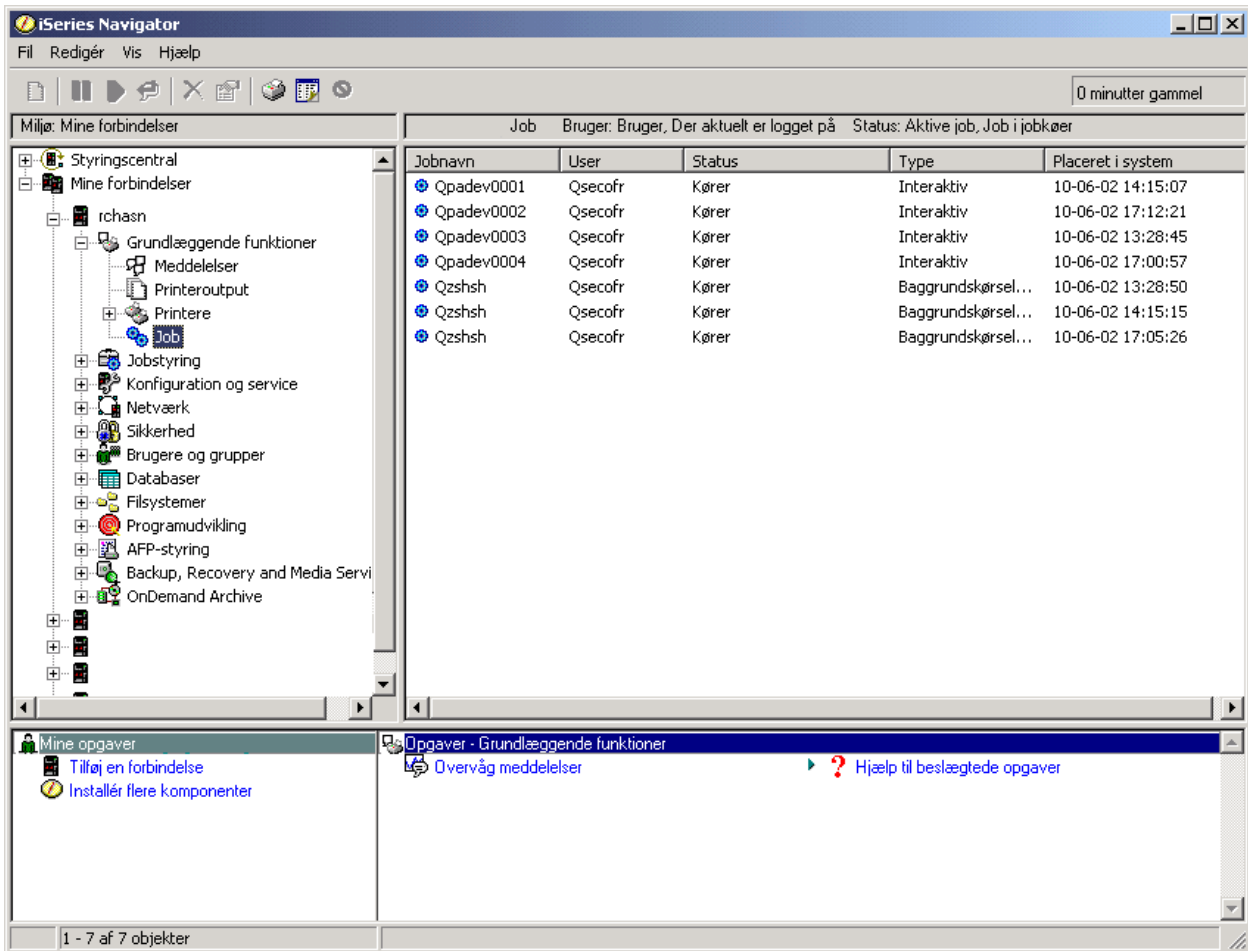 iSeries Navigator
Fil Redigér Vis Hjælp
0 minutter gammel
Miljø: Mine forbindelser
Job Bruger: Bruger, Der aktuelt er logget på Status: Aktive job, Job i jobkøer
Styringscentral
Mine forbindelser
rchasn
Grundlæggende funktioner
Meddelelser
Printeroutput
Printere
Job
Jobstyring
Konfiguration og service
Netværk
Sikkerhed
Brugere og grupper
Databaser
Filsystemer
Programudvikling
AFP-styring
Backup, Recovery and Media Servi
OnDemand Archive
Jobnavn User Status Type Placeret i system
Qpadev0001 Qsecofr Kører Interaktiv 10-06-02 14:15:07
Qpadev0002 Qsecofr Kører Interaktiv 10-06-02 17:12:21
Qpadev0003 Qsecofr Kører Interaktiv 10-06-02 13:28:45
Qpadev0004 Qsecofr Kører Interaktiv 10-06-02 17:00:57
Qzshsh Qsecofr Kører Baggrundskørsel... 10-06-02 13:28:50
Qzshsh Qsecofr Kører Baggrundskørsel... 10-06-02 14:15:15
Qzshsh Qsecofr Kører Baggrundskørsel... 10-06-02 17:05:26
Mine opgaver
Tilføj en forbindelse
Installér flere komponenter
Opgaver - Grundlæggende funktioner
Overvåg meddelelser
Hjælp til beslægtede opgaver
1 - 7 af 7 objekter